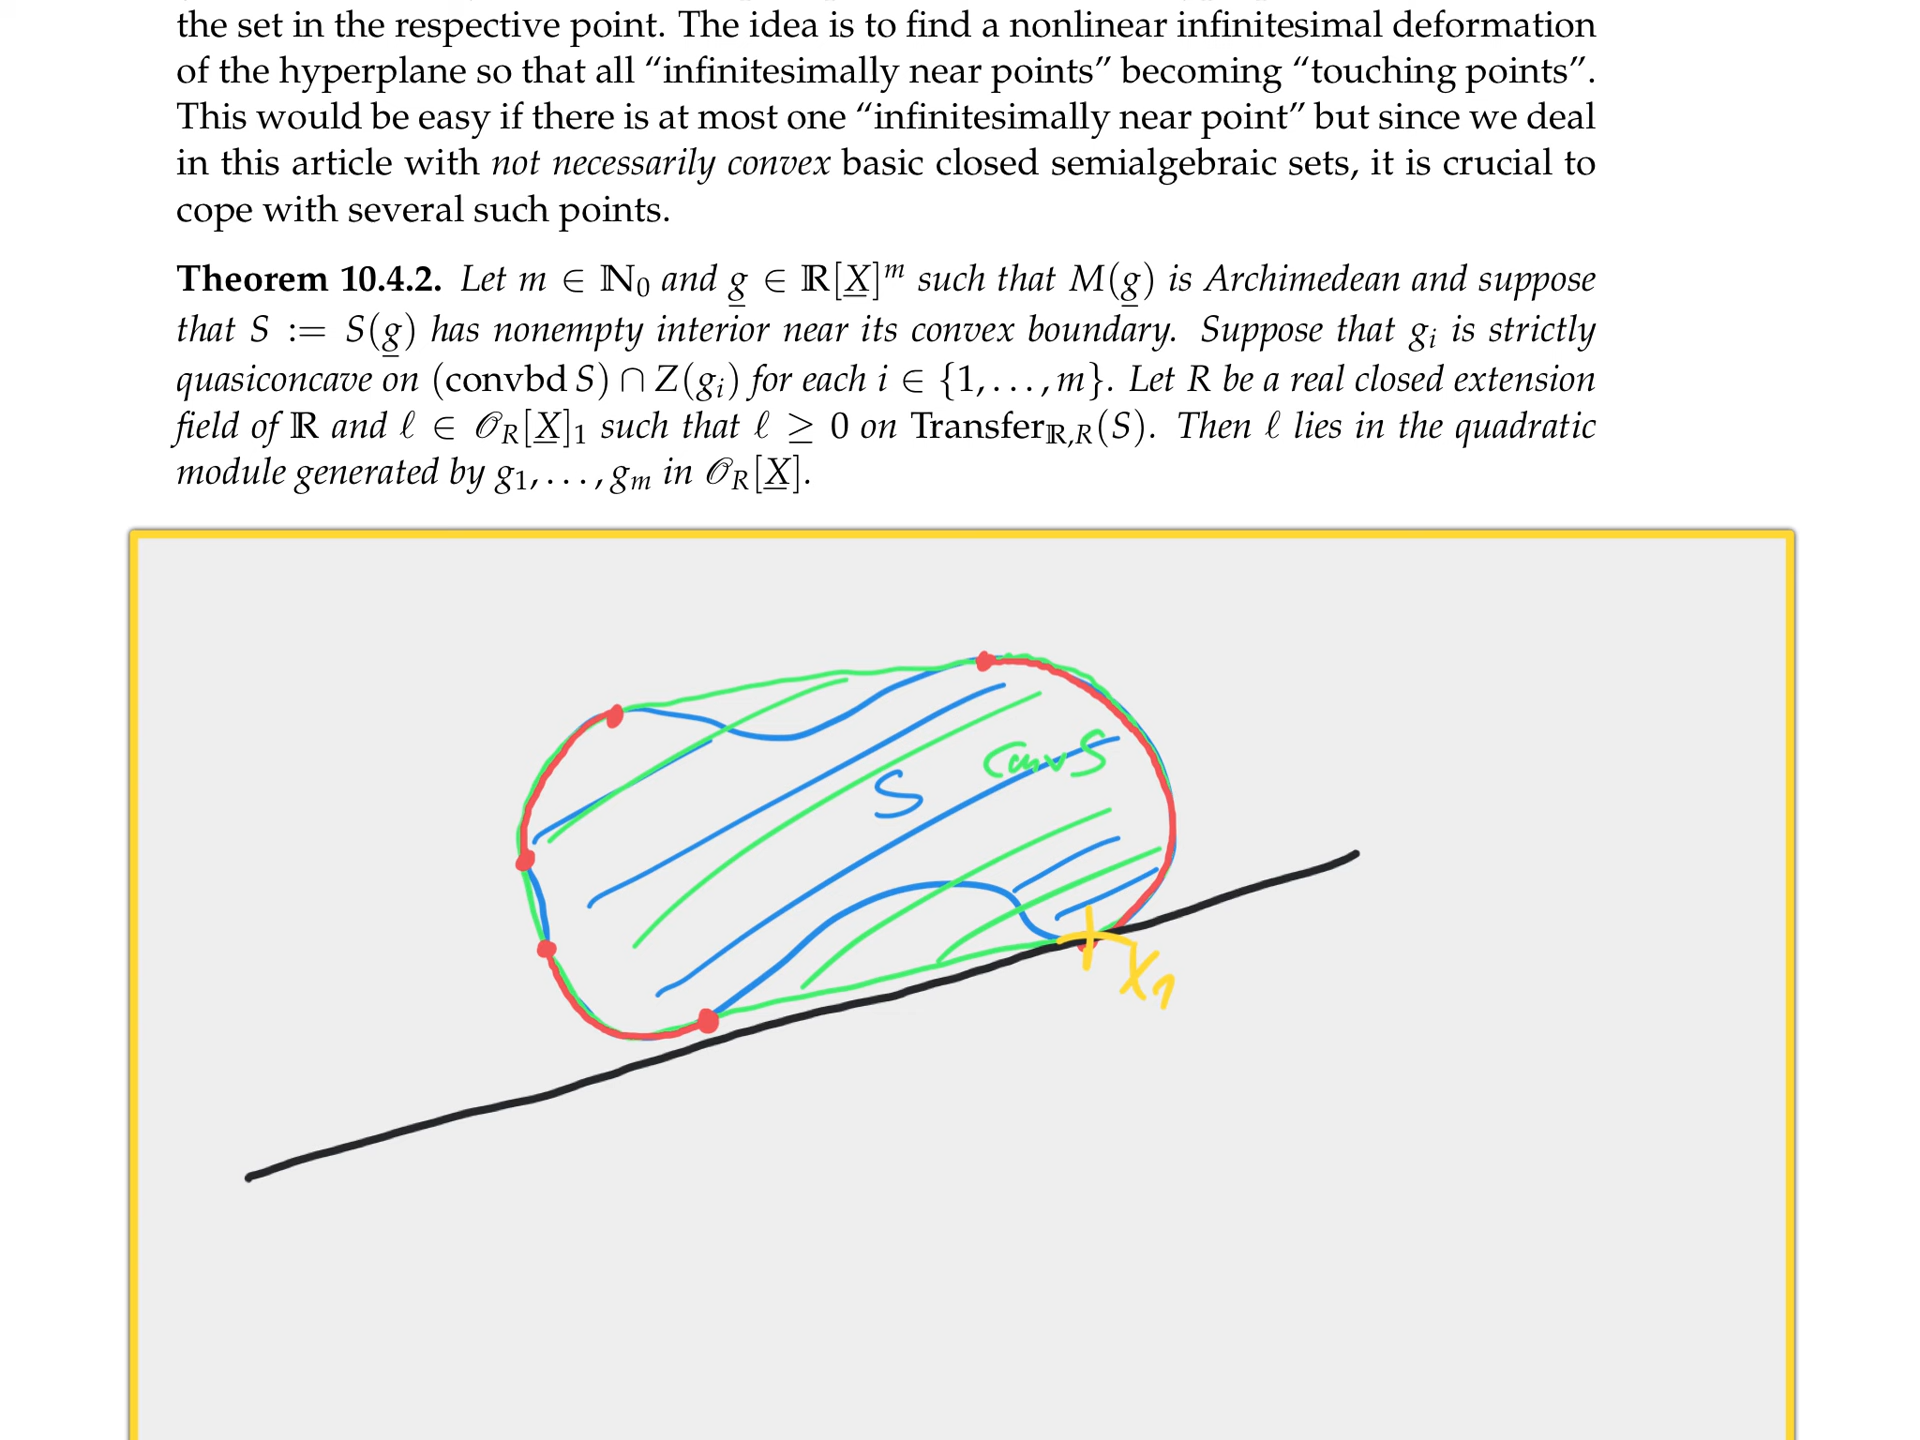 the set in the respective point. The idea is to find a nonlinear infinitesimal deformation
of the hyperplane so that all “infinitesimally near points” becoming “touching points”.
This would be easy if there is at most one “infinitesimally near point” but since we deal
in this article with not necessarily convex basic closed semialgebraic sets, it is crucial to
cope with several such points.
Theorem 10.4.2. Let m ∈ ℕ₀ and g̲ ∈ ℝ[X̲]ᵐ such that M(g̲) is Archimedean and suppose
that S := S(g̲) has nonempty interior near its convex boundary. Suppose that gᵢ is strictly
quasiconcave on (convbd S) ∩ Z(gᵢ) for each i ∈ {1, . . . , m}. Let R be a real closed extension
field of ℝ and ℓ ∈ 𝒪_R[X̲]₁ such that ℓ ≥ 0 on Transfer_{ℝ,R}(S). Then ℓ lies in the quadratic
module generated by g₁, . . . , gₘ in 𝒪_R[X̲].
conv S
S
x₁